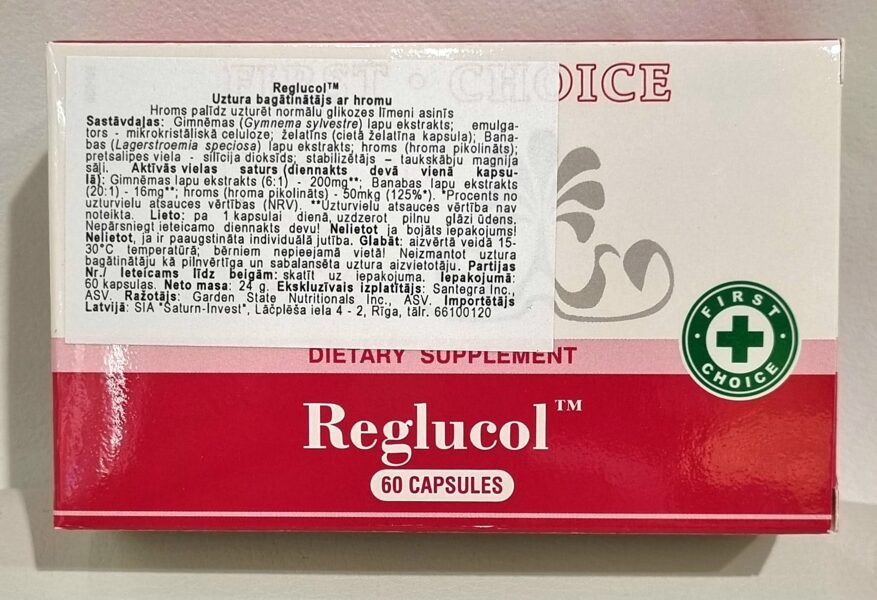 FIRST · CHOICE
Reglucol™
Uztura bagātinātājs ar hromu
Hroms palīdz uzturēt normālu glikozes līmeni asinīs
Sastāvdaļas: Gimnēmas (Gymnema sylvestre) lapu ekstrakts; emulga-
tors - mikrokristāliskā celuloze; želatīns (cietā želatīna kapsula); Bana-
bas (Lagerstroemia speciosa) lapu ekstrakts; hroms (hroma pikolināts);
pretsalipes viela - silīcija dioksīds; stabilizētājs – taukskābju magnija
sāļi. Aktīvās vielas saturs (diennakts devā vienā kapsu-
lā): Gimnēmas lapu ekstrakts (6:1) - 200mg**; Banabas lapu ekstrakts
(20:1) - 16mg**; hroms (hroma pikolināts) - 50mkg (125%*). *Procents no
uzturvielu atsauces vērtības (NRV). **Uzturvielu atsauces vērtība nav
noteikta. Lieto: pa 1 kapsulai dienā, uzdzerot pilnu glāzi ūdens.
Nepārsniegt ieteicamo diennakts devu! Nelietot ja bojāts iepakojums!
Nelietot, ja ir paaugstināta individuālā jutība. Glabāt: aizvērtā veidā 15-
30°C temperatūrā; bērniem nepieejamā vietā! Neizmantot uztura
bagātinātāju kā pilnvērtīga un sabalansēta uztura aizvietotāju. Partijas
Nr./ Ieteicams līdz beigām: skatīt uz iepakojuma. Iepakojumā:
60 kapsulas. Neto masa: 24 g. Ekskluzīvais izplatītājs: Santegra Inc.,
ASV. Ražotājs: Garden State Nutritionals Inc., ASV. Importētājs
Latvijā: SIA "Saturn-Invest", Lāčplēša iela 4 - 2, Rīga, tālr. 66100120
· FIRST ·
CHOICE
DIETARY SUPPLEMENT
Reglucol™
60 CAPSULES